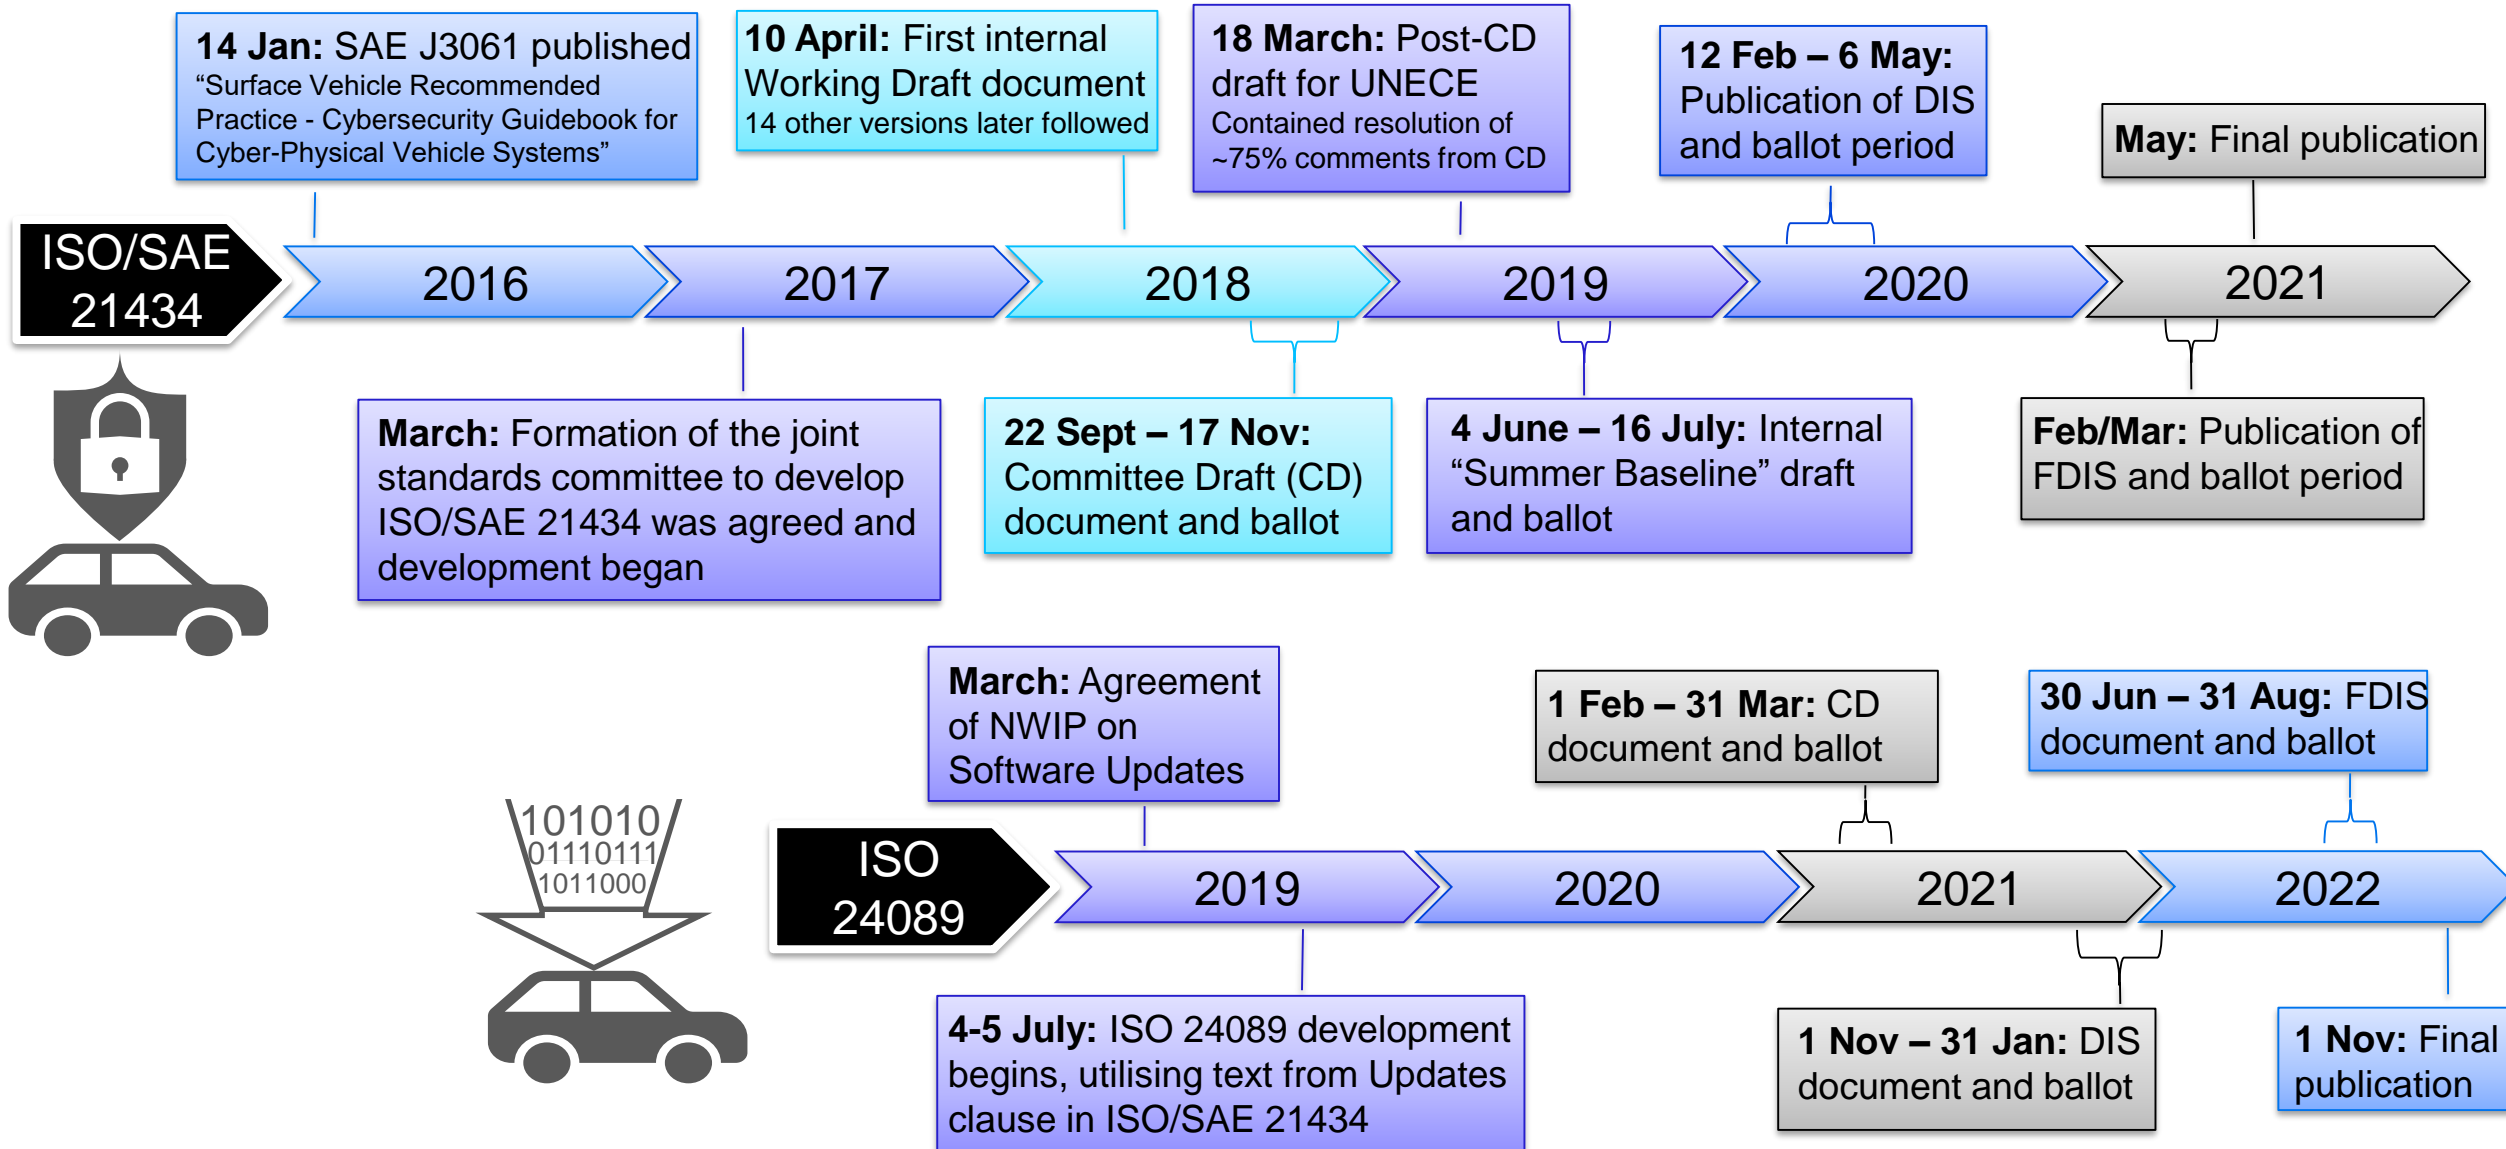 14 Jan: SAE J3061 published
“Surface Vehicle Recommended
Practice - Cybersecurity Guidebook for
Cyber-Physical Vehicle Systems”
10 April: First internal
Working Draft document
14 other versions later followed
18 March: Post-CD
draft for UNECE
Contained resolution of
~75% comments from CD
12 Feb – 6 May:
Publication of DIS
and ballot period
May: Final publication
ISO/SAE
21434
2016
2017
2018
2019
2020
2021
March: Formation of the joint
standards committee to develop
ISO/SAE 21434 was agreed and
development began
22 Sept – 17 Nov:
Committee Draft (CD)
document and ballot
4 June – 16 July: Internal
“Summer Baseline” draft
and ballot
Feb/Mar: Publication of
FDIS and ballot period
March: Agreement
of NWIP on
Software Updates
1 Feb – 31 Mar: CD
document and ballot
30 Jun – 31 Aug: FDIS
document and ballot
101010
01110111
1011000
ISO
24089
2019
2020
2021
2022
4-5 July: ISO 24089 development
begins, utilising text from Updates
clause in ISO/SAE 21434
1 Nov – 31 Jan: DIS
document and ballot
1 Nov: Final
publication